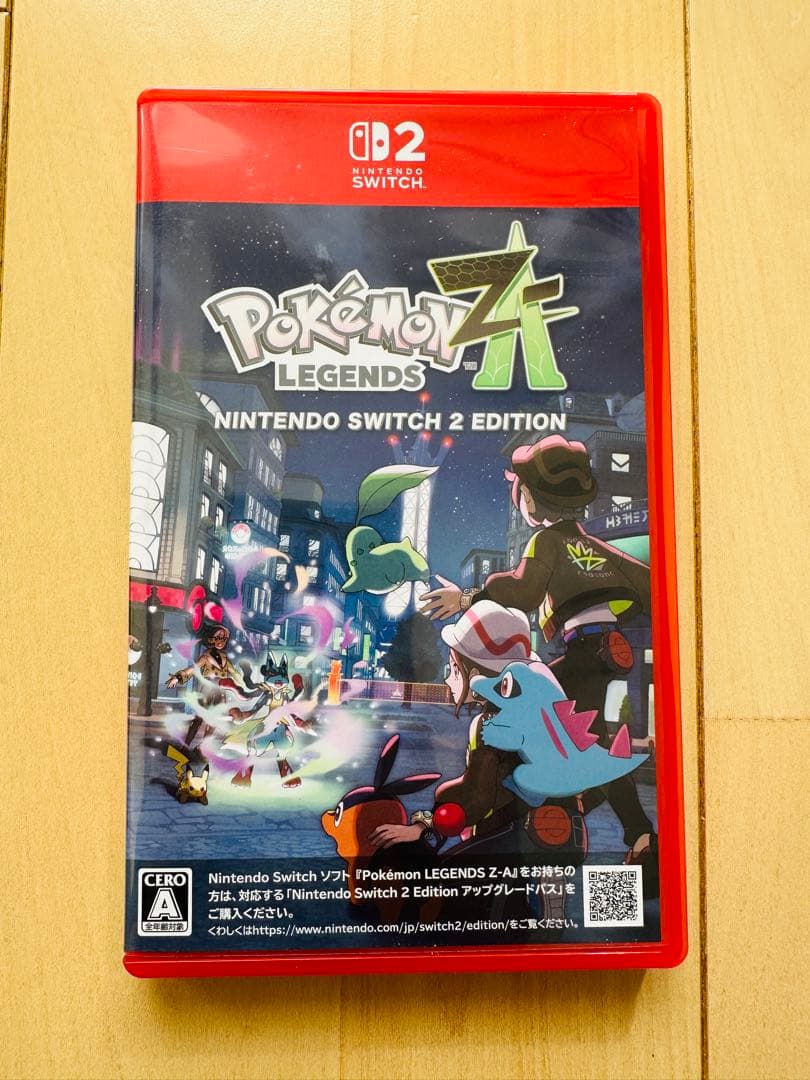 2
NINTENDO
SWITCH™
POKéMON
LEGENDS
Z-A
™
NINTENDO SWITCH 2 EDITION
CERO
A
全年齢対象
Nintendo Switch ソフト『Pokémon LEGENDS Z-A』をお持ちの
方は、対応する「Nintendo Switch 2 Edition アップグレードパス」を
ご購入ください。
くわしくはhttps://www.nintendo.com/jp/switch2/edition/をご覧ください。